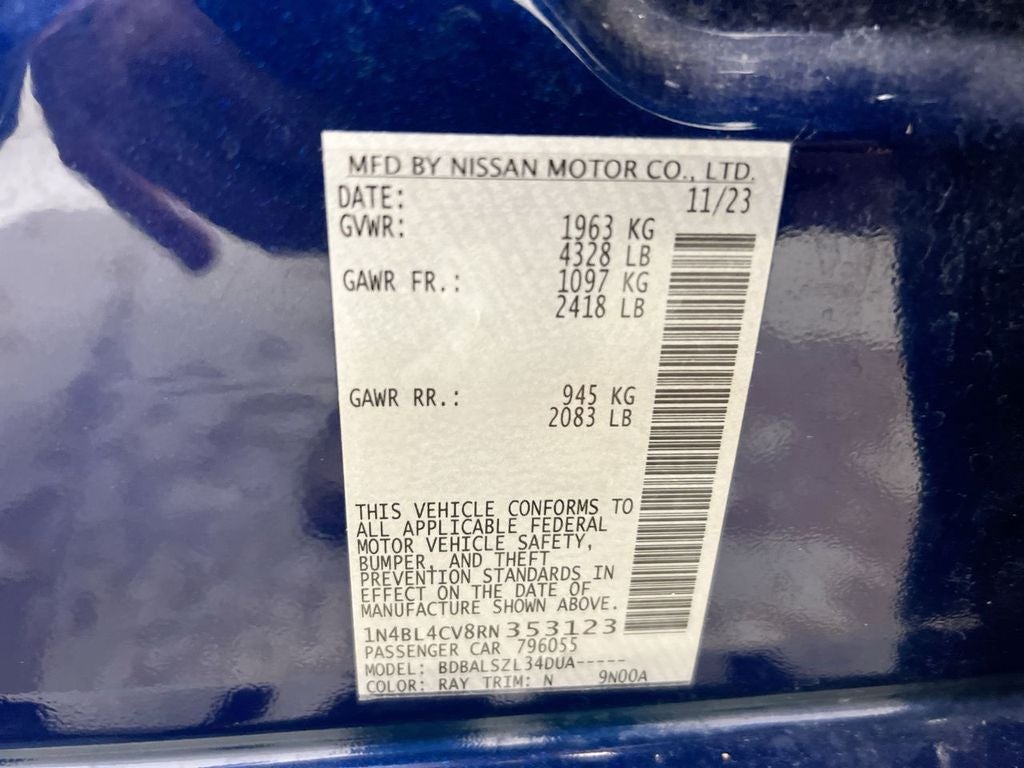 MFD BY NISSAN MOTOR CO., LTD.
DATE: 11/23
GVWR: 1963 KG
4328 LB
GAWR FR.: 1097 KG
2418 LB
GAWR RR.: 945 KG
2083 LB
THIS VEHICLE CONFORMS TO
ALL APPLICABLE FEDERAL
MOTOR VEHICLE SAFETY,
BUMPER, AND THEFT
PREVENTION STANDARDS IN
EFFECT ON THE DATE OF
MANUFACTURE SHOWN ABOVE.
1N4BL4CV8RN353123
PASSENGER CAR 796055
MODEL: BDBALSZL34DUA-----
COLOR: RAY TRIM: N 9N00A